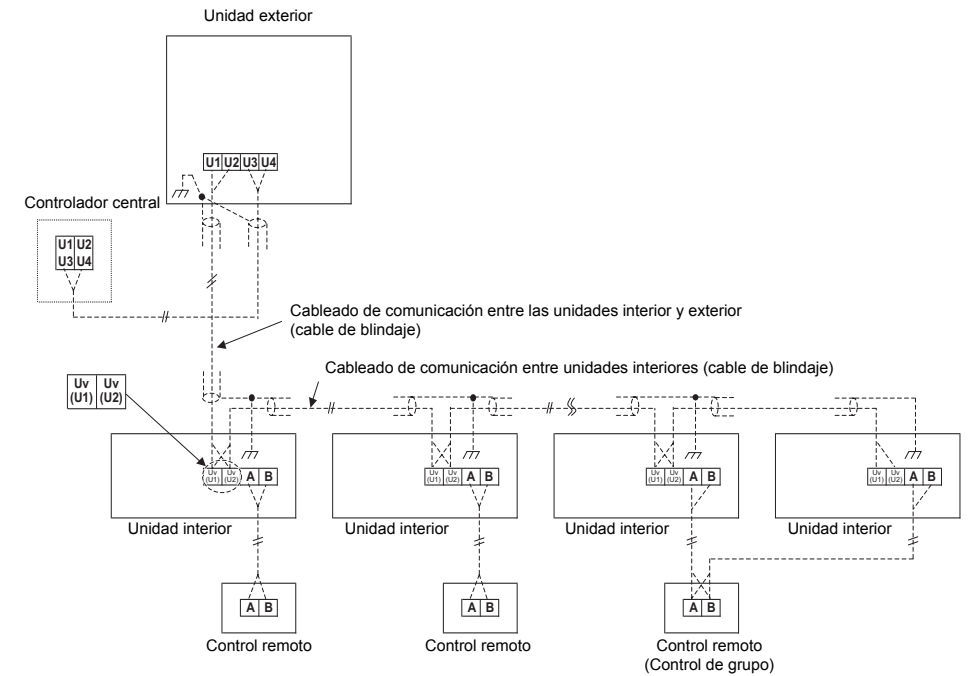 Unidad exterior
U1 U2 U3 U4
Controlador central
U1 U2
U3 U4
Cableado de comunicación entre las unidades interior y exterior
(cable de blindaje)
Cableado de comunicación entre unidades interiores (cable de blindaje)
Uv Uv
(U1) (U2)
Uv (U1) Uv (U2) A B
Uv (U1) Uv (U2) A B
Uv (U1) Uv (U2) A B
Uv (U1) Uv (U2) A B
Unidad interior
Unidad interior
Unidad interior
Unidad interior
A B
A B
A B
Control remoto
Control remoto
Control remoto
(Control de grupo)